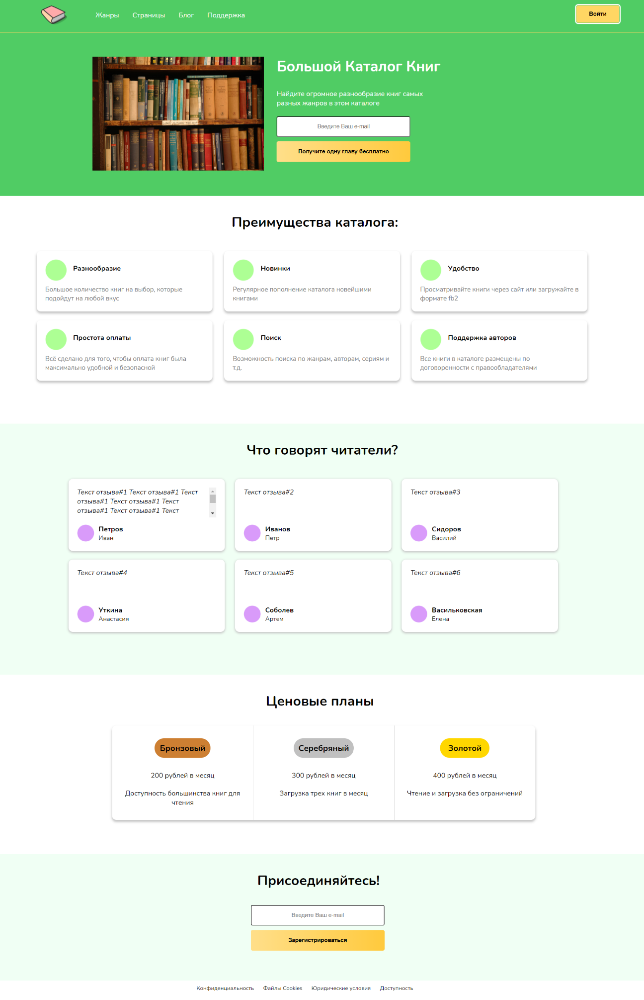 Жанры Страницы Блог Поддержка Войти
Большой Каталог Книг
Найдите огромное разнообразие книг самых
разных жанров в этом каталоге
Введите Ваш e-mail
Получите одну главу бесплатно
Преимущества каталога:
Разнообразие
Большое количество книг на выбор, которые
подойдут на любой вкус
Новинки
Регулярное пополнение каталога новейшими
книгами
Удобство
Просматривайте книги через сайт или загружайте в
формате fb2
Простота оплаты
Всё сделано для того, чтобы оплата книг была
максимально удобной и безопасной
Поиск
Возможность поиска по жанрам, авторам, сериям и
т.д.
Поддержка авторов
Все книги в каталоге размещены по
договоренности с правообладателями
Что говорят читатели?
Текст отзыва#1 Текст отзыва#1 Текст
отзыва#1 Текст отзыва#1 Текст
отзыва#1 Текст отзыва#1 Текст
Петров
Иван
Текст отзыва#2
Иванов
Петр
Текст отзыва#3
Сидоров
Василий
Текст отзыва#4
Уткина
Анастасия
Текст отзыва#5
Соболев
Артем
Текст отзыва#6
Васильковская
Елена
Ценовые планы
Бронзовый
200 рублей в месяц
Доступность большинства книг для
чтения
Серебряный
300 рублей в месяц
Загрузка трех книг в месяц
Золотой
400 рублей в месяц
Чтение и загрузка без ограничений
Присоединяйтесь!
Введите Ваш e-mail
Зарегистрироваться
Конфиденциальность Файлы Cookies Юридические условия Доступность